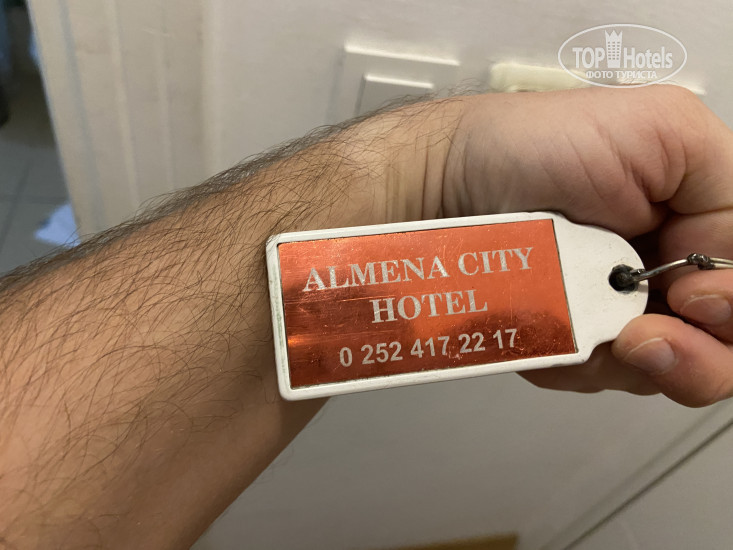 TOP Hotels
ФОТО ТУРИСТА
ALMENA CITY
HOTEL
0 252 417 22 17